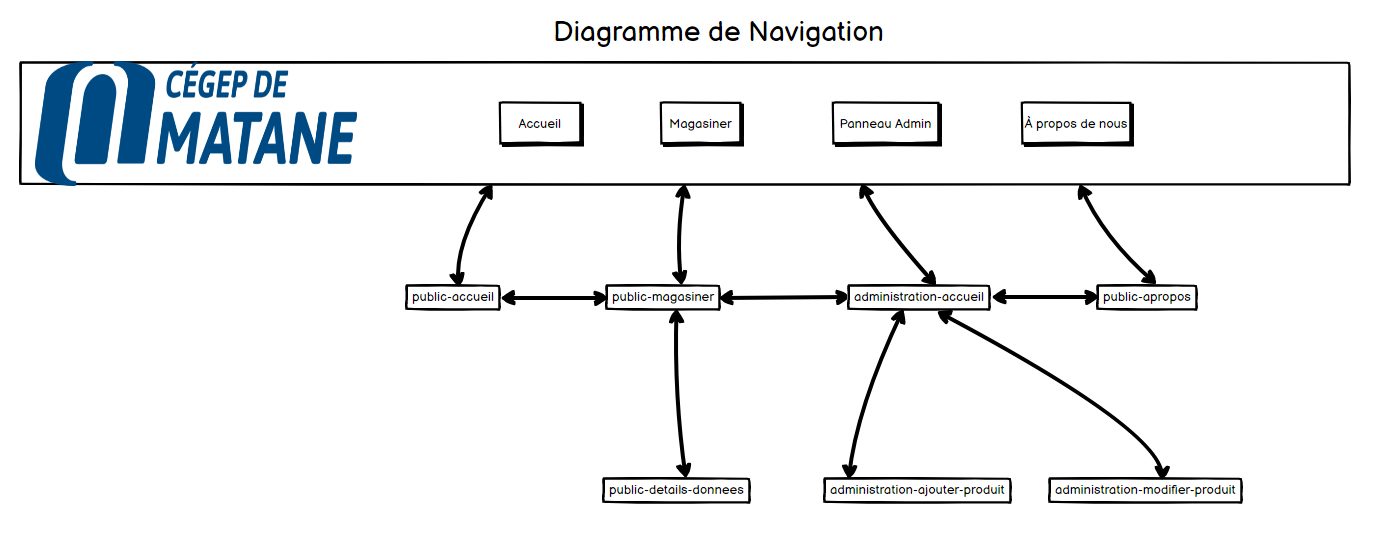 Diagramme de Navigation
CÉGEP DE
MATANE
Accueil
Magasiner
Panneau Admin
À propos de nous
public-accueil
public-magasiner
administration-accueil
public-apropos
public-details-donnees
administration-ajouter-produit
administration-modifier-produit